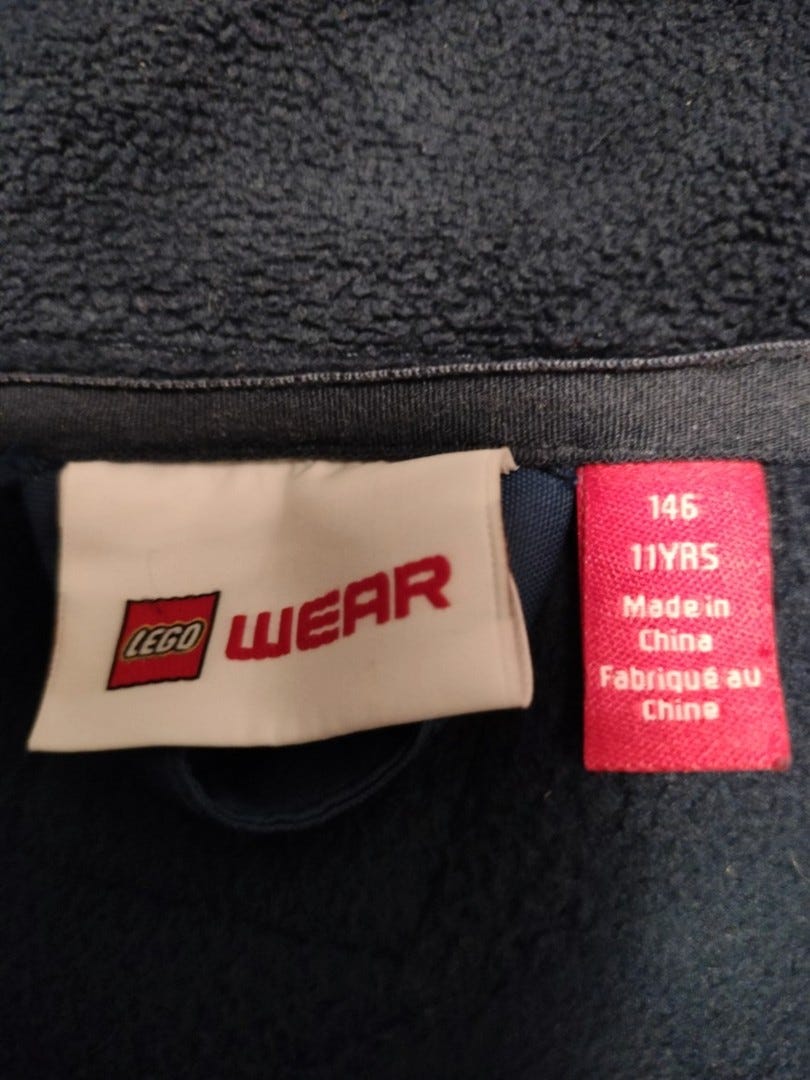 LEGO WEAR
146
11YRS
Made in
China
Fabriqué au
Chine